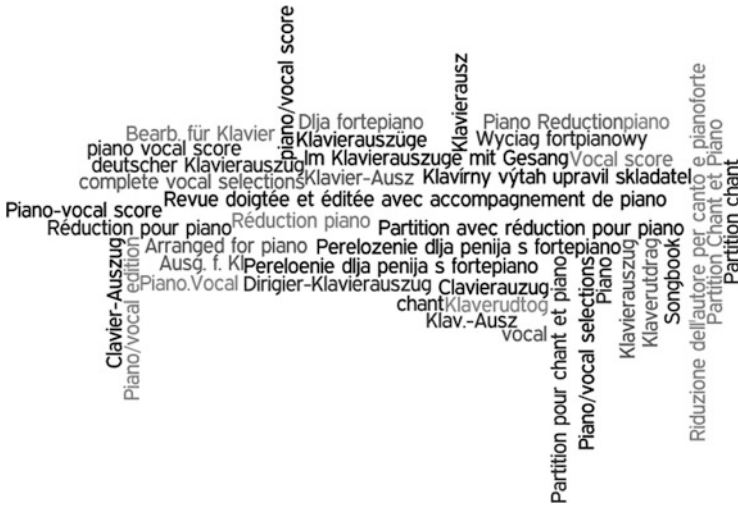 piano/vocal score
Klavierausz
Dlja fortepiano
Piano Reduction
piano
Bearb. für Klavier
Klavierauszüge
Wyciag fortpianowy
piano vocal score
Im Klavierauszuge mit Gesang
Vocal score
deutscher Klavierauszug
complete vocal selections
Klavier-Ausz
Klavírny výtah upravil skladatel
Revue doigtée et éditée avec accompagnement de piano
Piano-vocal score
Réduction piano
Réduction pour piano
Partition avec réduction pour piano
Arranged for piano
Perelozenie dlja penija s fortepiano
Ausg. f. Kl
Pereloenie dlja penija s fortepiano
Piano.Vocal
Dirigier-Klavierauszug
Clavierauzug
chant
Klaverudtog
Klav.-Ausz
vocal
Clavier-Auszug
Piano/vocal edition
Partition pour chant et piano
Piano/vocal selections
Piano
Klavierauszug
Klaverutdrag
Songbook
Riduzione dell'autore per canto e pianoforte
Partition Chant et Piano
Partition chant